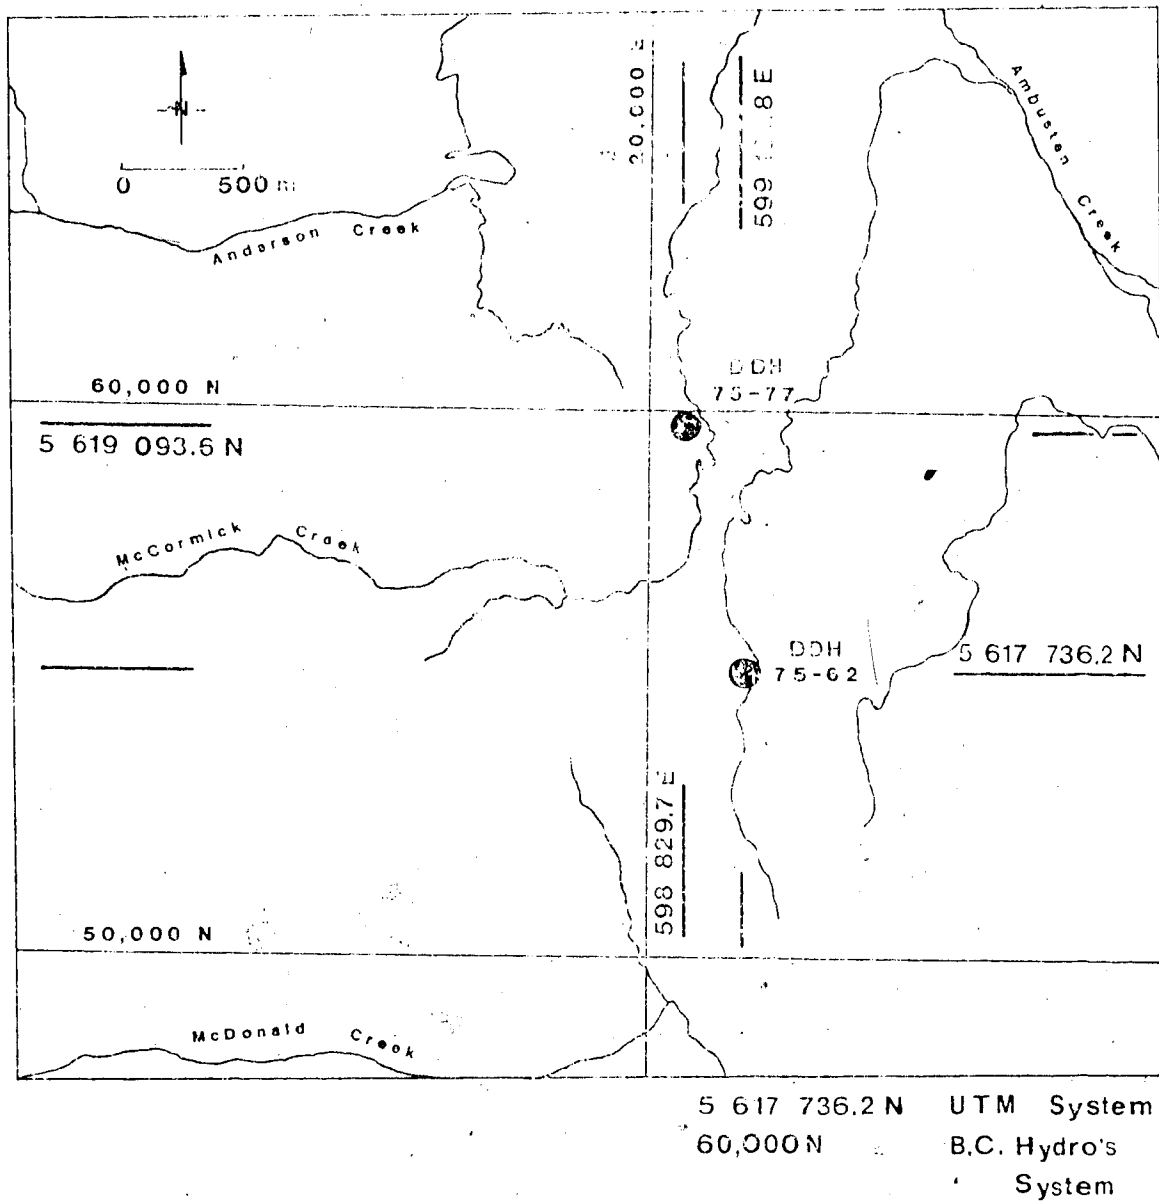 20,000 E
599 8 E
Ambusten Creek
N
0 500 m
Anderson Creek
DDH
75-77
60,000 N
5 619 093.6 N
McCormick Creek
DDH
75-62
5 617 736.2 N
598 829.7 E
50,000 N
McDonald Creek
5 617 736.2 N UTM System
60,000 N B.C. Hydro's
System